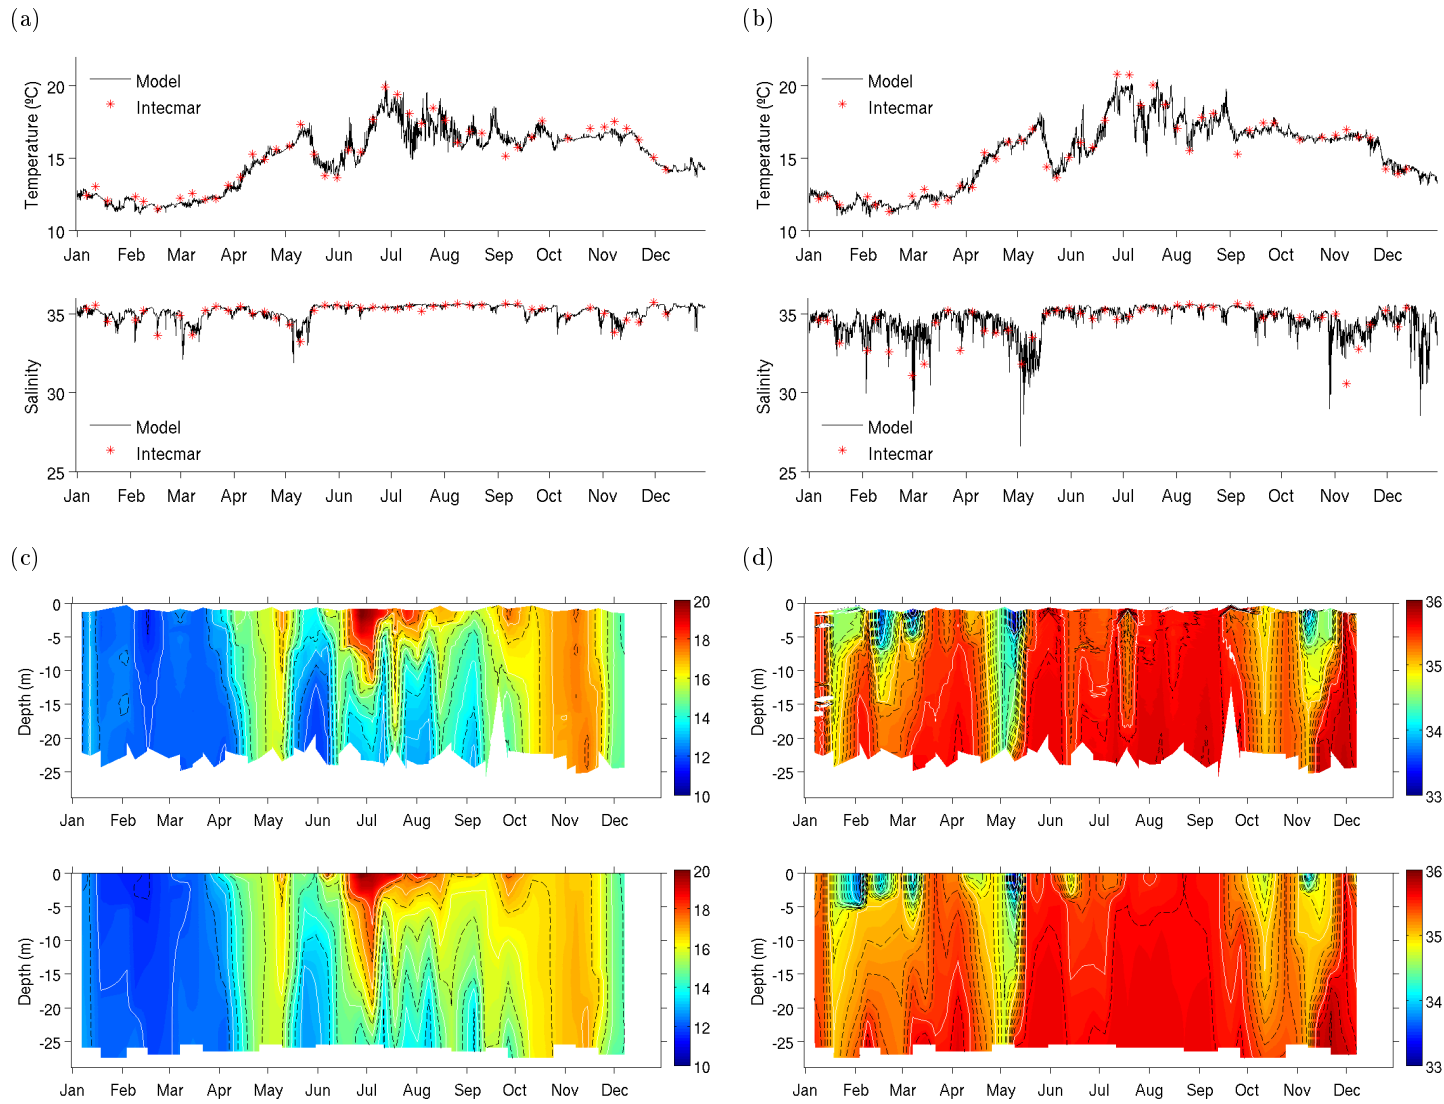 (a)
Temperature (ºC)
20
15
10
Model
Intecmar
Jan Feb Mar Apr May Jun Jul Aug Sep Oct Nov Dec
Salinity
35
30
25
Model
Intecmar
Jan Feb Mar Apr May Jun Jul Aug Sep Oct Nov Dec
(b)
Temperature (ºC)
20
15
10
Model
Intecmar
Jan Feb Mar Apr May Jun Jul Aug Sep Oct Nov Dec
Salinity
35
30
25
Model
Intecmar
Jan Feb Mar Apr May Jun Jul Aug Sep Oct Nov Dec
(c)
Depth (m)
0
-5
-10
-15
-20
-25
Jan Feb Mar Apr May Jun Jul Aug Sep Oct Nov Dec
20
18
16
14
12
10
Depth (m)
0
-5
-10
-15
-20
-25
Jan Feb Mar Apr May Jun Jul Aug Sep Oct Nov Dec
20
18
16
14
12
10
(d)
Depth (m)
0
-5
-10
-15
-20
-25
Jan Feb Mar Apr May Jun Jul Aug Sep Oct Nov Dec
36
35
34
33
Depth (m)
0
-5
-10
-15
-20
-25
Jan Feb Mar Apr May Jun Jul Aug Sep Oct Nov Dec
36
35
34
33